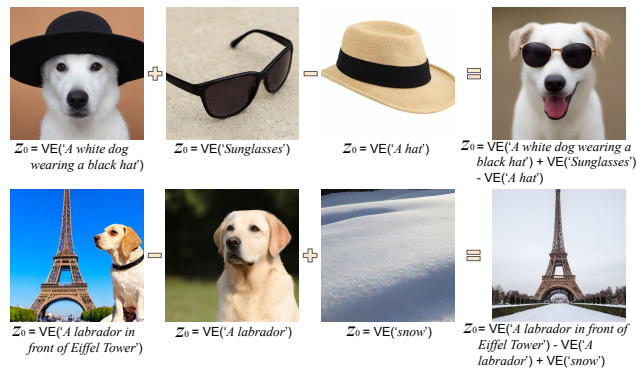 + − =
z₀ = VE(‘A white dog
wearing a black hat’)
z₀ = VE(‘Sunglasses’)
z₀ = VE(‘A hat’)
z₀ = VE(‘A white dog wearing a
black hat’) + VE(‘Sunglasses’)
- VE(‘A hat’)
− + =
z₀ = VE(‘A labrador in
front of Eiffel Tower’)
z₀ = VE(‘A labrador’)
z₀ = VE(‘snow’)
z₀= VE(‘A labrador in front of
Eiffel Tower’) - VE(‘A
labrador’) + VE(‘snow’)